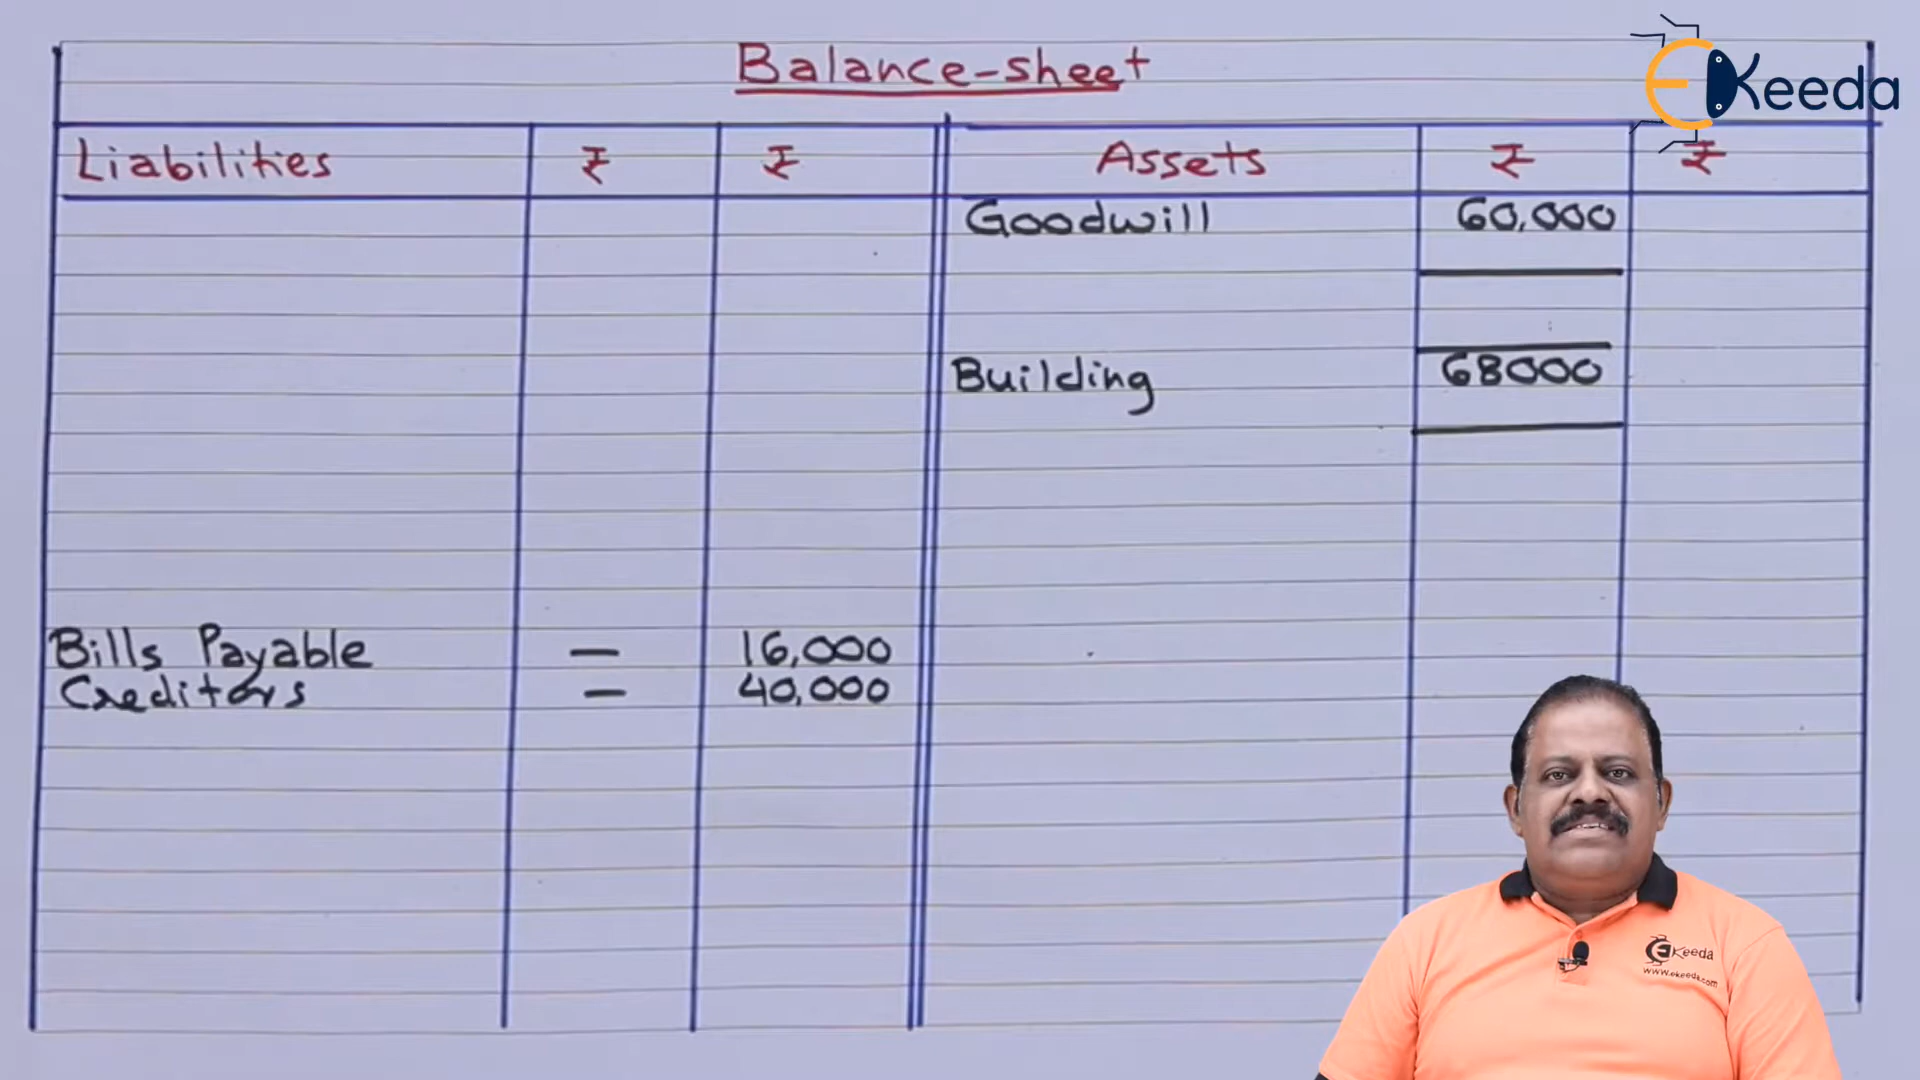 Balance-sheet
EKeeda
Liabilities ₹ ₹ Assets ₹ ₹
Goodwill 60,000
Building 68000
Bills Payable — 16,000
Creditors — 40,000
EKeeda
www.ekeeda.com